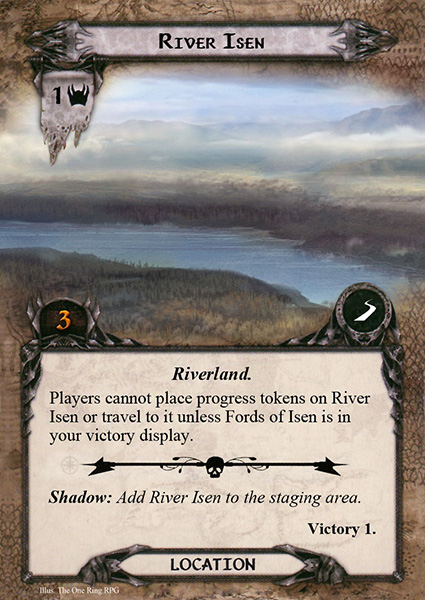 River Isen
1
3
Riverland.
Players cannot place progress tokens on River
Isen or travel to it unless Fords of Isen is in
your victory display.
Shadow: Add River Isen to the staging area.
Victory 1.
LOCATION
Illus. The One Ring RPG